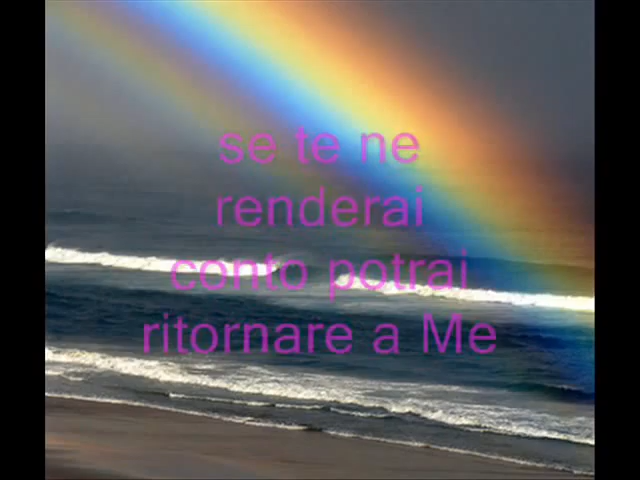 se te ne
renderai
conto potrai
ritornare a Me